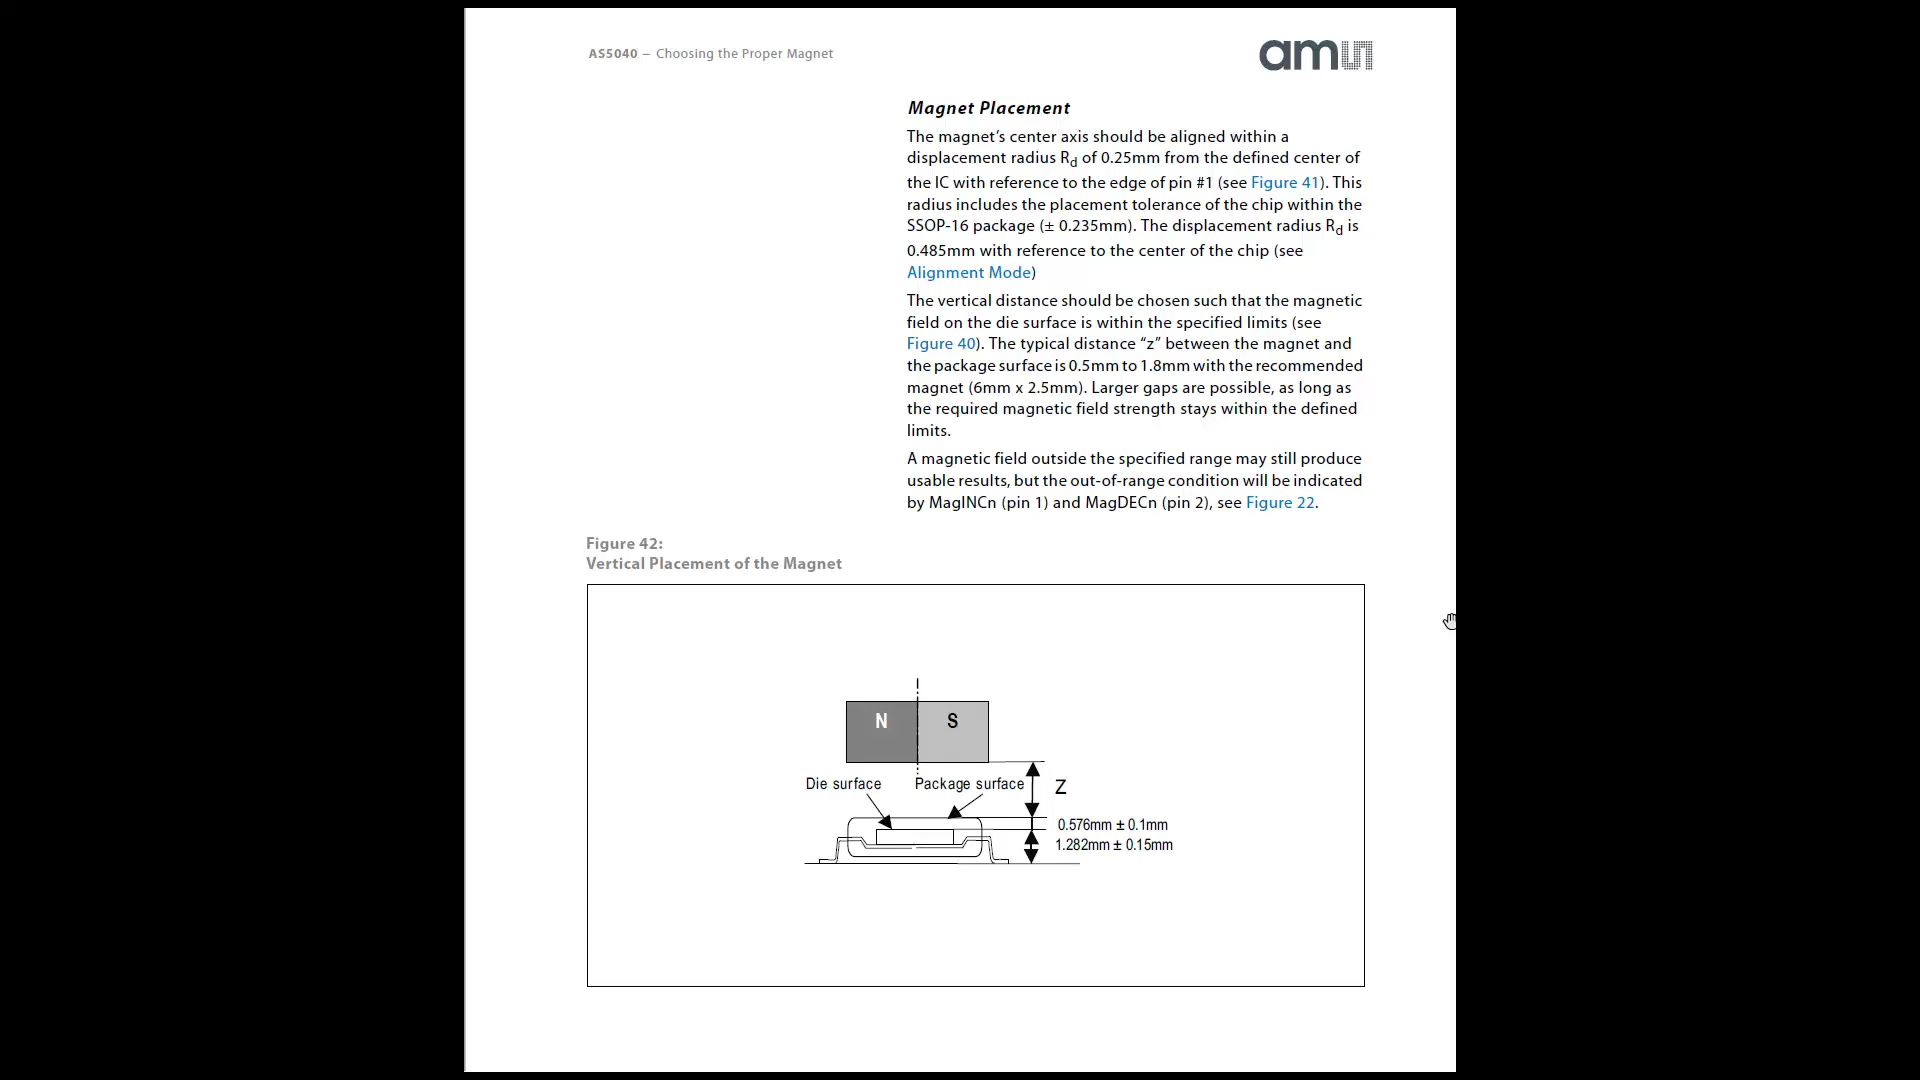 AS5040 – Choosing the Proper Magnet
am
Magnet Placement
The magnet’s center axis should be aligned within a
displacement radius Rd of 0.25mm from the defined center of
the IC with reference to the edge of pin #1 (see Figure 41). This
radius includes the placement tolerance of the chip within the
SSOP-16 package (± 0.235mm). The displacement radius Rd is
0.485mm with reference to the center of the chip (see
Alignment Mode)
The vertical distance should be chosen such that the magnetic
field on the die surface is within the specified limits (see
Figure 40). The typical distance “z” between the magnet and
the package surface is 0.5mm to 1.8mm with the recommended
magnet (6mm x 2.5mm). Larger gaps are possible, as long as
the required magnetic field strength stays within the defined
limits.
A magnetic field outside the specified range may still produce
usable results, but the out-of-range condition will be indicated
by MagINCn (pin 1) and MagDECn (pin 2), see Figure 22.
Figure 42:
Vertical Placement of the Magnet
N S
Die surface Package surface Z
0.576mm ± 0.1mm
1.282mm ± 0.15mm